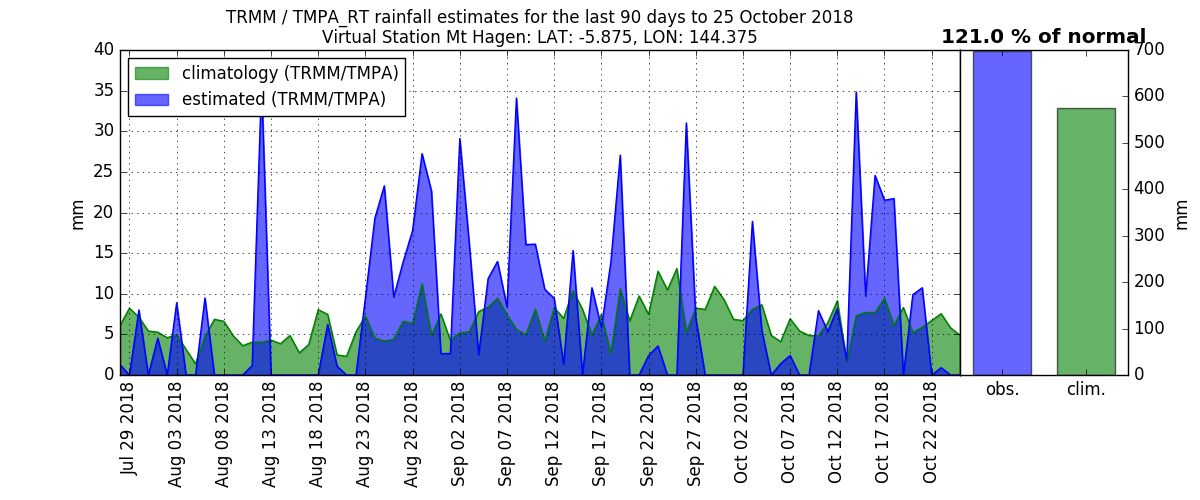 TRMM / TMPA_RT rainfall estimates for the last 90 days to 25 October 2018
Virtual Station Mt Hagen: LAT: -5.875, LON: 144.375
121.0 % of normal
climatology (TRMM/TMPA)
estimated (TRMM/TMPA)
mm
40
35
30
25
20
15
10
5
0
Jul 29 2018
Aug 03 2018
Aug 08 2018
Aug 13 2018
Aug 18 2018
Aug 23 2018
Aug 28 2018
Sep 02 2018
Sep 07 2018
Sep 12 2018
Sep 17 2018
Sep 22 2018
Sep 27 2018
Oct 02 2018
Oct 07 2018
Oct 12 2018
Oct 17 2018
Oct 22 2018
obs.
clim.
700
600
500
400
300
200
100
0
mm